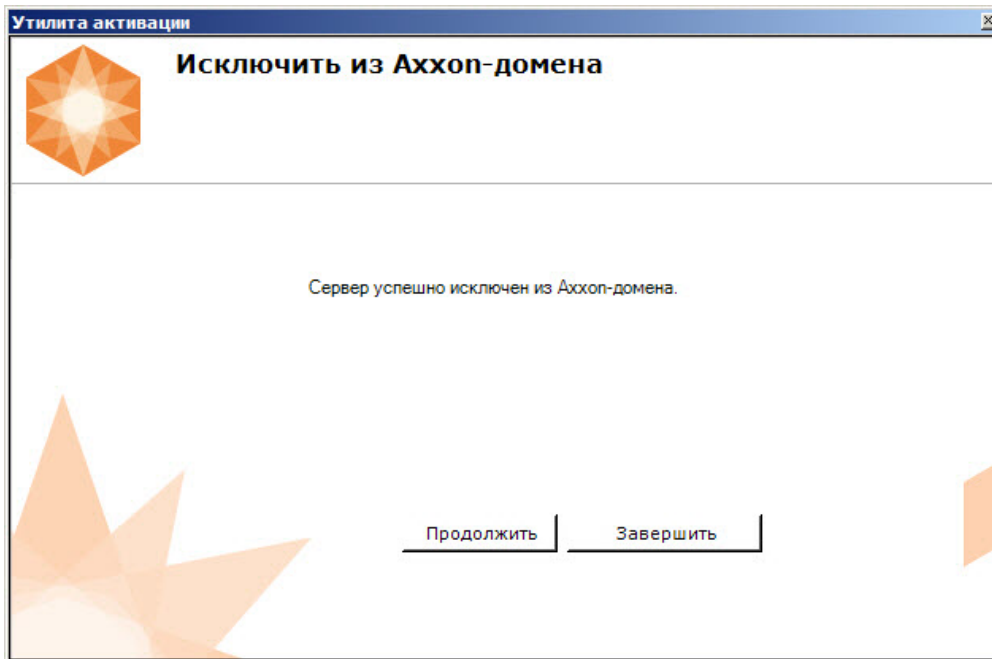 Утилита активации
Исключить из Axxon-домена
Сервер успешно исключен из Axxon-домена.
Продолжить
Завершить